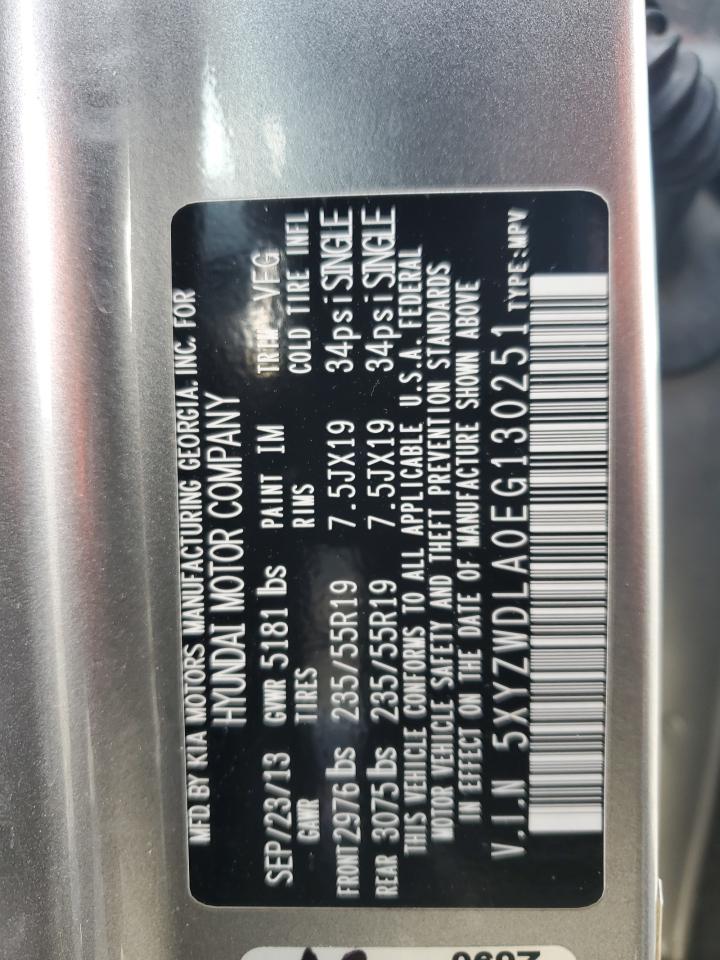 MFD BY KIA MOTORS MANUFACTURING GEORGIA. INC. FOR
HYUNDAI MOTOR COMPANY
SEP/23/13 GVWR 5181 lbs PAINT IM TRIM VEG
GAWR TIRES RIMS COLD TIRE INFL
FRONT 2976 lbs 235/55R19 7.5JX19 34psi SINGLE
REAR 3075 lbs 235/55R19 7.5JX19 34psi SINGLE
THIS VEHICLE CONFORMS TO ALL APPLICABLE U.S.A. FEDERAL
MOTOR VEHICLE SAFETY AND THEFT PREVENTION STANDARDS
IN EFFECT ON THE DATE OF MANUFACTURE SHOWN ABOVE
V.I.N 5XYZWDLA0EG130251 TYPE:MPV